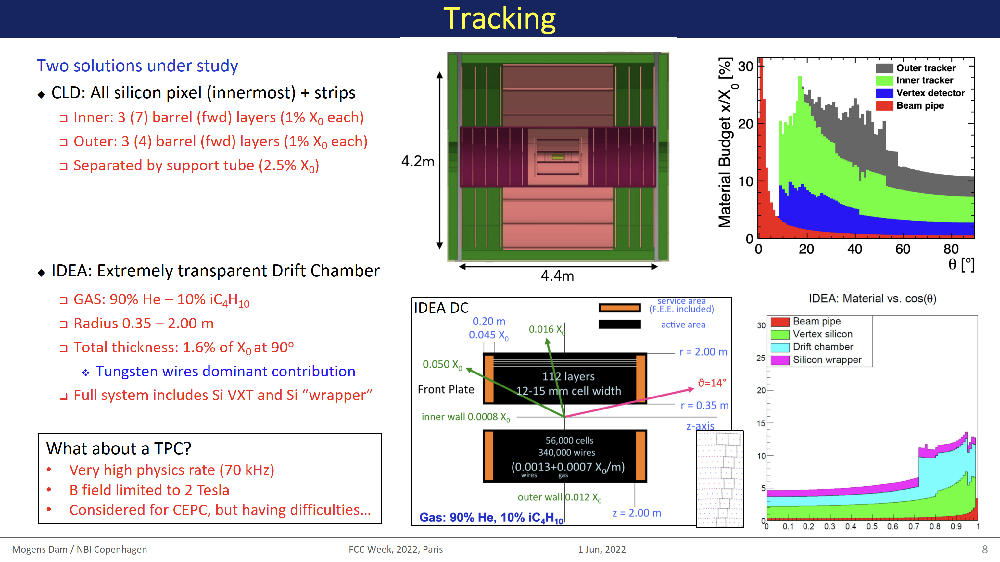 Tracking
Two solutions under study
◆ CLD: All silicon pixel (innermost) + strips
❑ Inner: 3 (7) barrel (fwd) layers (1% X₀ each)
❑ Outer: 3 (4) barrel (fwd) layers (1% X₀ each)
❑ Separated by support tube (2.5% X₀)
◆ IDEA: Extremely transparent Drift Chamber
❑ GAS: 90% He – 10% iC₄H₁₀
❑ Radius 0.35 – 2.00 m
❑ Total thickness: 1.6% of X₀ at 90°
❖ Tungsten wires dominant contribution
❑ Full system includes Si VXT and Si “wrapper”
What about a TPC?
• Very high physics rate (70 kHz)
• B field limited to 2 Tesla
• Considered for CEPC, but having difficulties...
4.2m
4.4m
Material Budget x/X₀ [%]
30
20
10
0
Outer tracker
Inner tracker
Vertex detector
Beam pipe
0 20 40 60 80
θ [°]
IDEA DC
service area
(F.E.E. included)
active area
0.20 m
0.045 X₀
0.016 X₀
0.050 X₀
Front Plate
r = 2.00 m
112 layers
12-15 mm cell width
ϑ=14°
r = 0.35 m
inner wall 0.0008 X₀
z-axis
56,000 cells
340,000 wires
(0.0013+0.0007 X₀/m)
wires gas
outer wall 0.012 X₀
z = 2.00 m
Gas: 90% He, 10% iC₄H₁₀
IDEA: Material vs. cos(θ)
Beam pipe
Vertex silicon
Drift chamber
Silicon wrapper
30
25
20
15
10
5
0
0 0.1 0.2 0.3 0.4 0.5 0.6 0.7 0.8 0.9 1
Mogens Dam / NBI Copenhagen
FCC Week, 2022, Paris
1 Jun, 2022
8